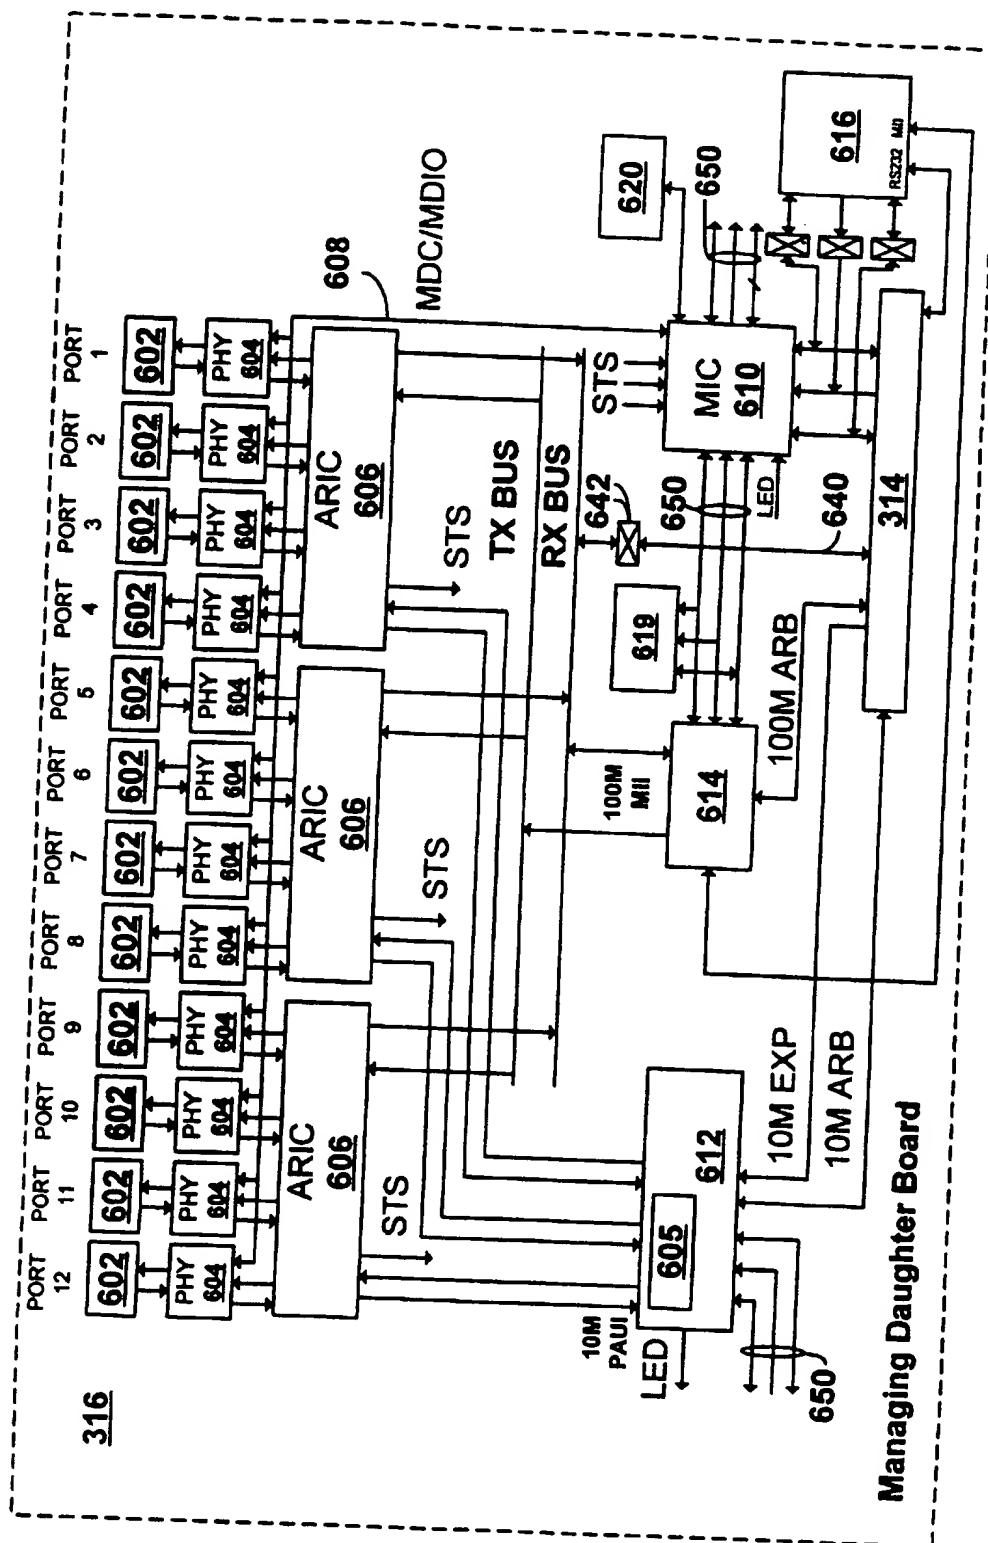 316
PORT 12
PORT 11
PORT 10
PORT 9
PORT 8
PORT 7
PORT 6
PORT 5
PORT 4
PORT 3
PORT 2
PORT 1
602
602
602
602
602
602
602
602
602
602
602
602
PHY 604
PHY 604
PHY 604
PHY 604
PHY 604
PHY 604
PHY 604
PHY 604
PHY 604
PHY 604
PHY 604
PHY 604
ARIC 606
ARIC 606
ARIC 606
608
MDC/MDIO
STS
STS
STS
TX BUS
RX BUS
10M PAUI
LED
605
612
650
100M MII
614
619
642
650
LED
640
STS
MIC 610
620
650
616
RS232
MD
10M EXP
10M ARB
100M ARB
314
Managing Daughter Board